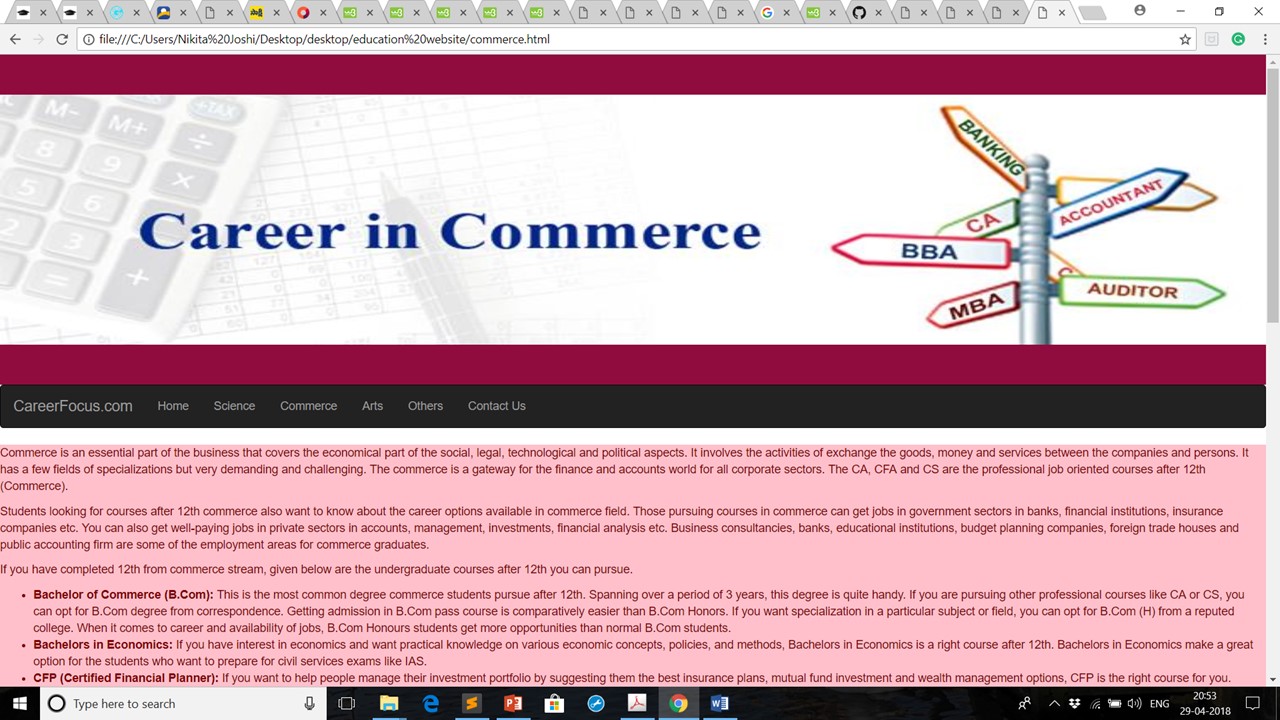 file:///C:/Users/Nikita%20Joshi/Desktop/desktop/education%20website/commerce.html
M-
+TAX
M+
÷
8
9
×
5
6
3
+
BANKING
ACCOUNTANT
CA
Career in Commerce
BBA
C
AUDITOR
MBA
CareerFocus.com Home Science Commerce Arts Others Contact Us
Commerce is an essential part of the business that covers the economical part of the social, legal, technological and political aspects. It involves the activities of exchange the goods, money and services between the companies and persons. It
has a few fields of specializations but very demanding and challenging. The commerce is a gateway for the finance and accounts world for all corporate sectors. The CA, CFA and CS are the professional job oriented courses after 12th
(Commerce).
Students looking for courses after 12th commerce also want to know about the career options available in commerce field. Those pursuing courses in commerce can get jobs in government sectors in banks, financial institutions, insurance
companies etc. You can also get well-paying jobs in private sectors in accounts, management, investments, financial analysis etc. Business consultancies, banks, educational institutions, budget planning companies, foreign trade houses and
public accounting firm are some of the employment areas for commerce graduates.
If you have completed 12th from commerce stream, given below are the undergraduate courses after 12th you can pursue.
• Bachelor of Commerce (B.Com): This is the most common degree commerce students pursue after 12th. Spanning over a period of 3 years, this degree is quite handy. If you are pursuing other professional courses like CA or CS, you
can opt for B.Com degree from correspondence. Getting admission in B.Com pass course is comparatively easier than B.Com Honors. If you want specialization in a particular subject or field, you can opt for B.Com (H) from a reputed
college. When it comes to career and availability of jobs, B.Com Honours students get more opportunities than normal B.Com students.
• Bachelors in Economics: If you have interest in economics and want practical knowledge on various economic concepts, policies, and methods, Bachelors in Economics is a right course after 12th. Bachelors in Economics make a great
option for the students who want to prepare for civil services exams like IAS.
• CFP (Certified Financial Planner): If you want to help people manage their investment portfolio by suggesting them the best insurance plans, mutual fund investment and wealth management options, CFP is the right course for you.
Type here to search
ENG
20:53
29-04-2018